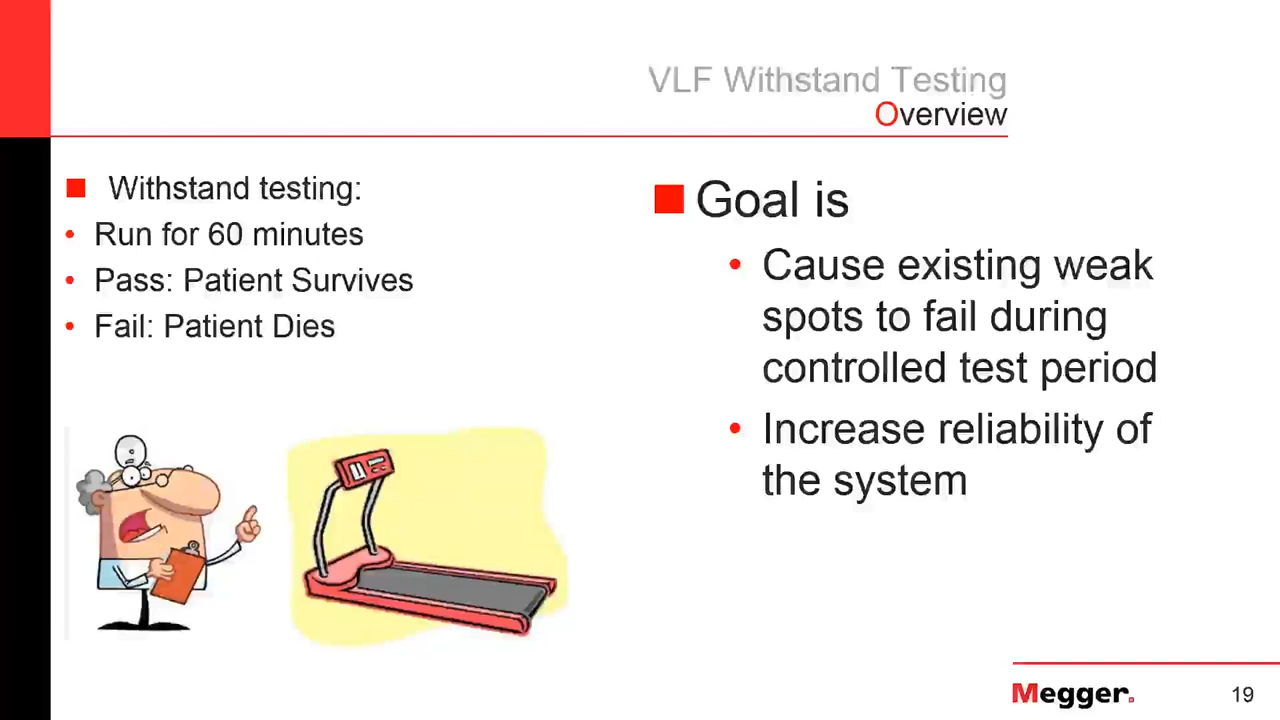 VLF Withstand Testing
Overview
Withstand testing:
Run for 60 minutes
Pass: Patient Survives
Fail: Patient Dies
Goal is
Cause existing weak
spots to fail during
controlled test period
Increase reliability of
the system
Megger.
19